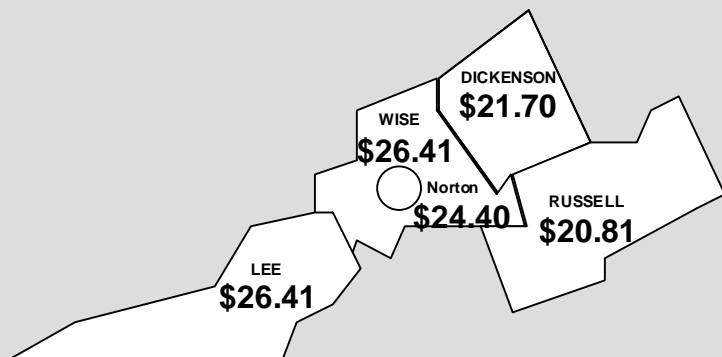 DICKENSON
$21.70
WISE
$26.41
Norton
$24.40
RUSSELL
$20.81
LEE
$26.41